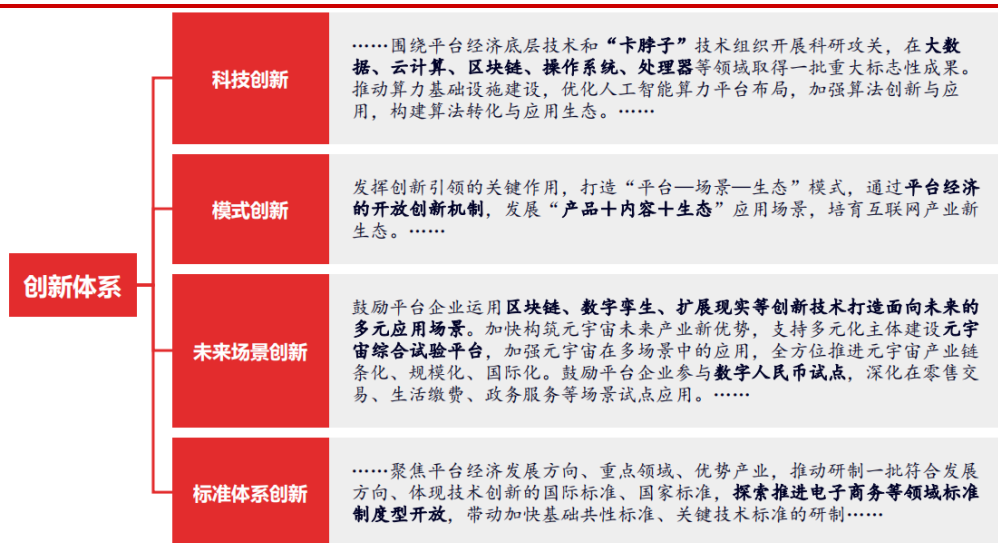 创新体系
科技创新
……围绕平台经济底层技术和“卡脖子”技术组织开展科研攻关，在大数
据、云计算、区块链、操作系统、处理器等领域取得一批重大标志性成果。
推动算力基础设施建设，优化人工智能算力平台布局，加强算法创新与应
用，构建算法转化与应用生态。……
模式创新
发挥创新引领的关键作用，打造“平台—场景—生态”模式，通过平台经济
的开放创新机制，发展“产品＋内容＋生态”应用场景，培育互联网产业新
生态。……
未来场景创新
鼓励平台企业运用区块链、数字孪生、扩展现实等创新技术打造面向未来的
多元应用场景。加快构筑元宇宙未来产业新优势，支持多元化主体建设元宇
宙综合试验平台，加强元宇宙在多场景中的应用，全方位推进元宇宙产业链
条化、规模化、国际化。鼓励平台企业参与数字人民币试点，深化在零售交
易、生活缴费、政务服务等场景试点应用。……
标准体系创新
……聚焦平台经济发展方向、重点领域、优势产业，推动研制一批符合发展
方向、体现技术创新的国际标准、国家标准，探索推进电子商务等领域标准
制度型开放，带动加快基础共性标准、关键技术标准的研制……